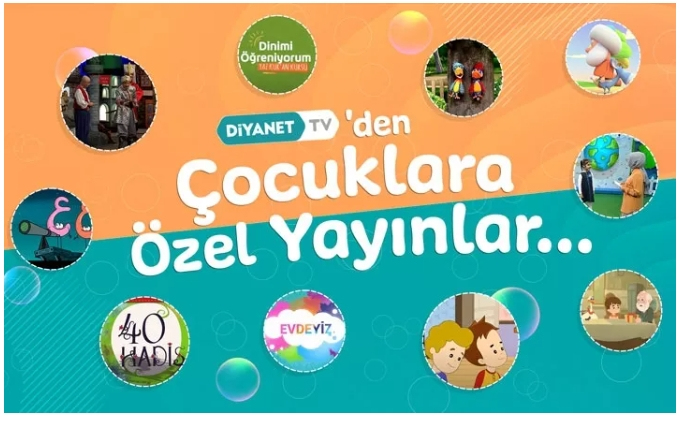 Dinimi
Öğreniyorum
DİYANET TV 'den
Çocuklara
Özel Yayınlar...
40
HADİS
EVDEYİZ